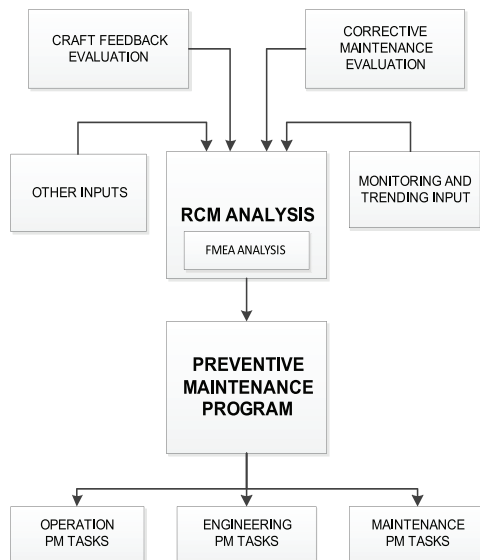 CRAFT FEEDBACK
EVALUATION
CORRECTIVE
MAINTENANCE
EVALUATION
OTHER INPUTS
MONITORING AND
TRENDING INPUT
RCM ANALYSIS
FMEA ANALYSIS
PREVENTIVE
MAINTENANCE
PROGRAM
OPERATION
PM TASKS
ENGINEERING
PM TASKS
MAINTENANCE
PM TASKS